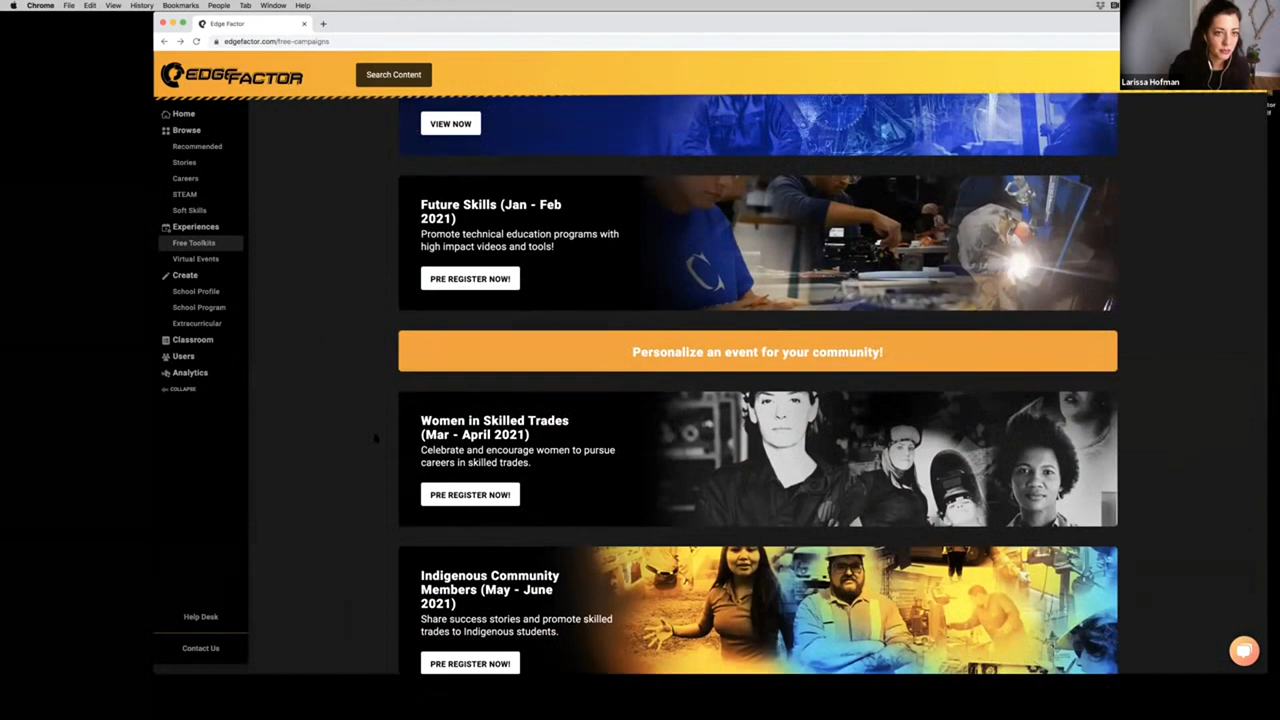 Chrome File Edit View History Bookmarks People Tab Window Help
Edge Factor
edgefactor.com/free-campaigns
EDGEFACTOR
Search Content
Larissa Hofman
Home
Browse
Recommended
Stories
Careers
STEAM
Soft Skills
Experiences
Free Toolkits
Virtual Events
Create
School Profile
School Program
Extracurricular
Classroom
Users
Analytics
COLLAPSE
Help Desk
Contact Us
VIEW NOW
Future Skills (Jan - Feb
2021)
Promote technical education programs with
high impact videos and tools!
PRE REGISTER NOW!
Personalize an event for your community!
Women in Skilled Trades
(Mar - April 2021)
Celebrate and encourage women to pursue
careers in skilled trades.
PRE REGISTER NOW!
Indigenous Community
Members (May - June
2021)
Share success stories and promote skilled
trades to Indigenous students.
PRE REGISTER NOW!